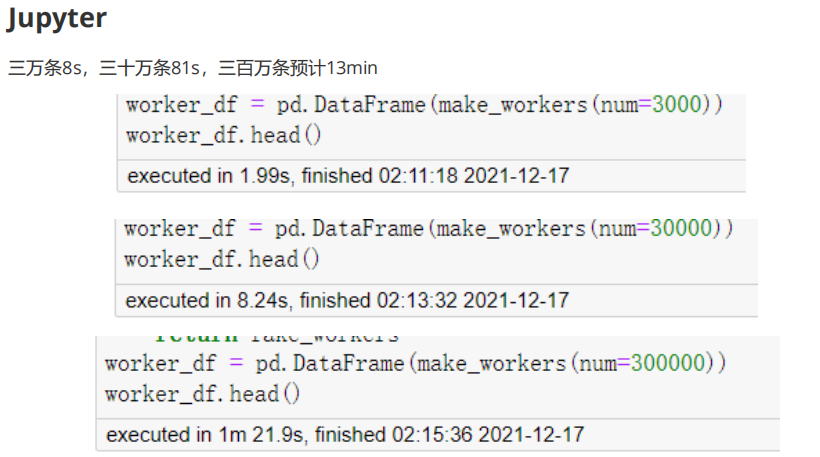 Jupyter
三万条8s，三十万条81s，三百万条预计13min
worker_df = pd.DataFrame(make_workers(num=3000))
worker_df.head()
executed in 1.99s, finished 02:11:18 2021-12-17
worker_df = pd.DataFrame(make_workers(num=30000))
worker_df.head()
executed in 8.24s, finished 02:13:32 2021-12-17
return fake_workers
worker_df = pd.DataFrame(make_workers(num=300000))
worker_df.head()
executed in 1m 21.9s, finished 02:15:36 2021-12-17